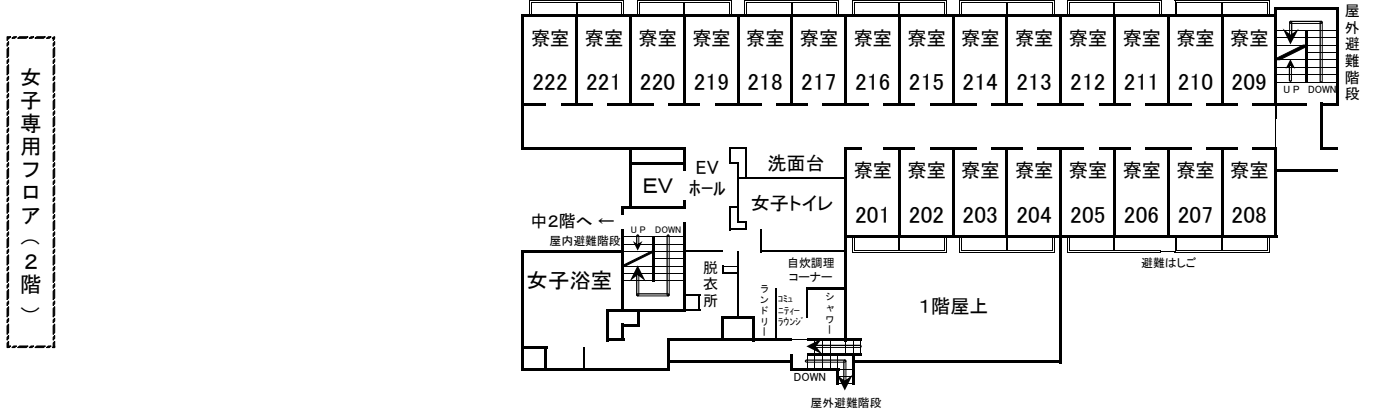 女子専用フロア（２階）
寮室 寮室 寮室 寮室 寮室 寮室 寮室 寮室 寮室 寮室 寮室 寮室 寮室 寮室
222 221 220 219 218 217 216 215 214 213 212 211 210 209
UP DOWN
屋外避難階段
EV
EV
ホール
洗面台
女子トイレ
寮室 寮室 寮室 寮室 寮室 寮室 寮室 寮室
201 202 203 204 205 206 207 208
中2階へ ←
UP DOWN
屋内避難階段
女子浴室
脱衣所
自炊調理
コーナー
ランドリー
コミュ
ニティー
ラウンジ
シャワー
避難はしご
1階屋上
DOWN
屋外避難階段